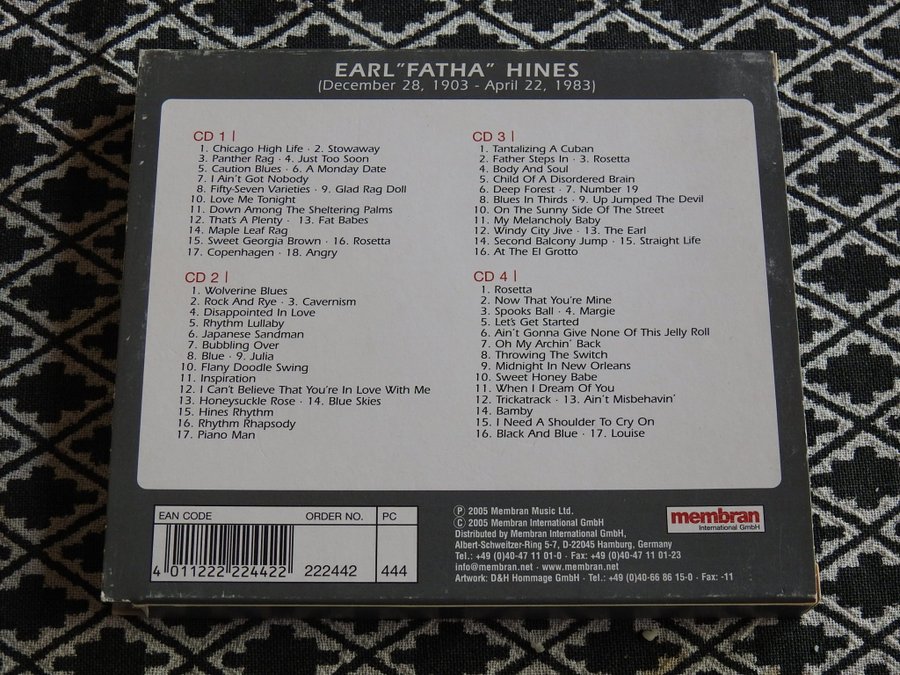 EARL "FATHA" HINES
(December 28, 1903 - April 22, 1983)
CD 1 |
1. Chicago High Life · 2. Stowaway
3. Panther Rag · 4. Just Too Soon
5. Caution Blues · 6. A Monday Date
7. I Ain't Got Nobody
8. Fifty-Seven Varieties · 9. Glad Rag Doll
10. Love Me Tonight
11. Down Among The Sheltering Palms
12. That's A Plenty · 13. Fat Babes
14. Maple Leaf Rag
15. Sweet Georgia Brown · 16. Rosetta
17. Copenhagen · 18. Angry
CD 2 |
1. Wolverine Blues
2. Rock And Rye · 3. Cavernism
4. Disappointed In Love
5. Rhythm Lullaby
6. Japanese Sandman
7. Bubbling Over
8. Blue · 9. Julia
10. Flany Doodle Swing
11. Inspiration
12. I Can't Believe That You're In Love With Me
13. Honeysuckle Rose · 14. Blue Skies
15. Hines Rhythm
16. Rhythm Rhapsody
17. Piano Man
CD 3 |
1. Tantalizing A Cuban
2. Father Steps In · 3. Rosetta
4. Body And Soul
5. Child Of A Disordered Brain
6. Deep Forest · 7. Number 19
8. Blues In Thirds · 9. Up Jumped The Devil
10. On The Sunny Side Of The Street
11. My Melancholy Baby
12. Windy City Jive · 13. The Earl
14. Second Balcony Jump · 15. Straight Life
16. At The El Grotto
CD 4 |
1. Rosetta
2. Now That You're Mine
3. Spooks Ball · 4. Margie
5. Let's Get Started
6. Ain't Gonna Give None Of This Jelly Roll
7. Oh My Archin' Back
8. Throwing The Switch
9. Midnight In New Orleans
10. Sweet Honey Babe
11. When I Dream Of You
12. Trickatrack · 13. Ain't Misbehavin'
14. Bamby
15. I Need A Shoulder To Cry On
16. Black And Blue · 17. Louise
EAN CODE
4 011222 224422
ORDER NO.
222442
PC
444
℗ 2005 Membran Music Ltd.
© 2005 Membran International GmbH
Distributed by Membran International GmbH,
Albert-Schweitzer-Ring 5-7, D-22045 Hamburg, Germany
Tel.: +49 (0)40-47 11 01-0 · Fax: +49 (0)40-47 11 01-23
info@membran.net · www.membran.net
Artwork: D&H Hommage GmbH · Tel.: +49 (0)40-66 86 15-0 · Fax: -11
membran
International GmbH